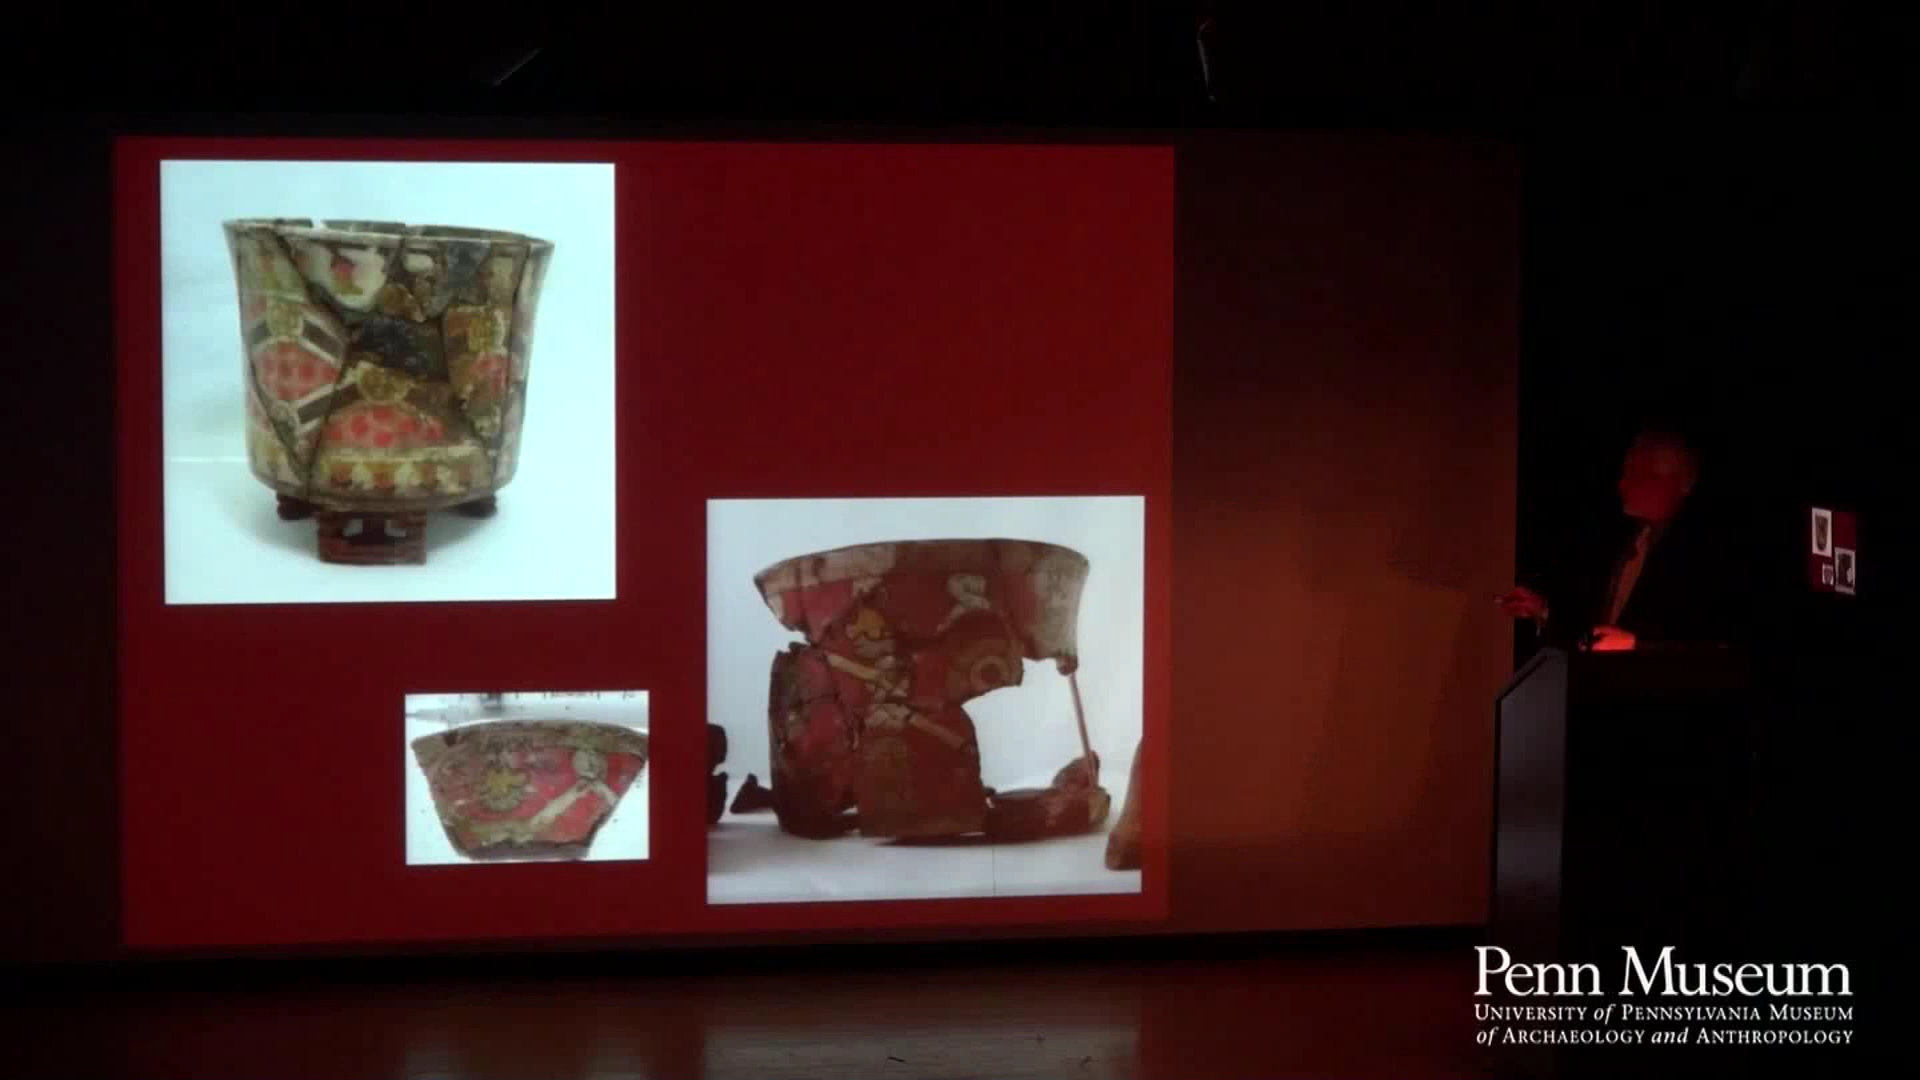 Penn Museum
University of Pennsylvania Museum
of Archaeology and Anthropology